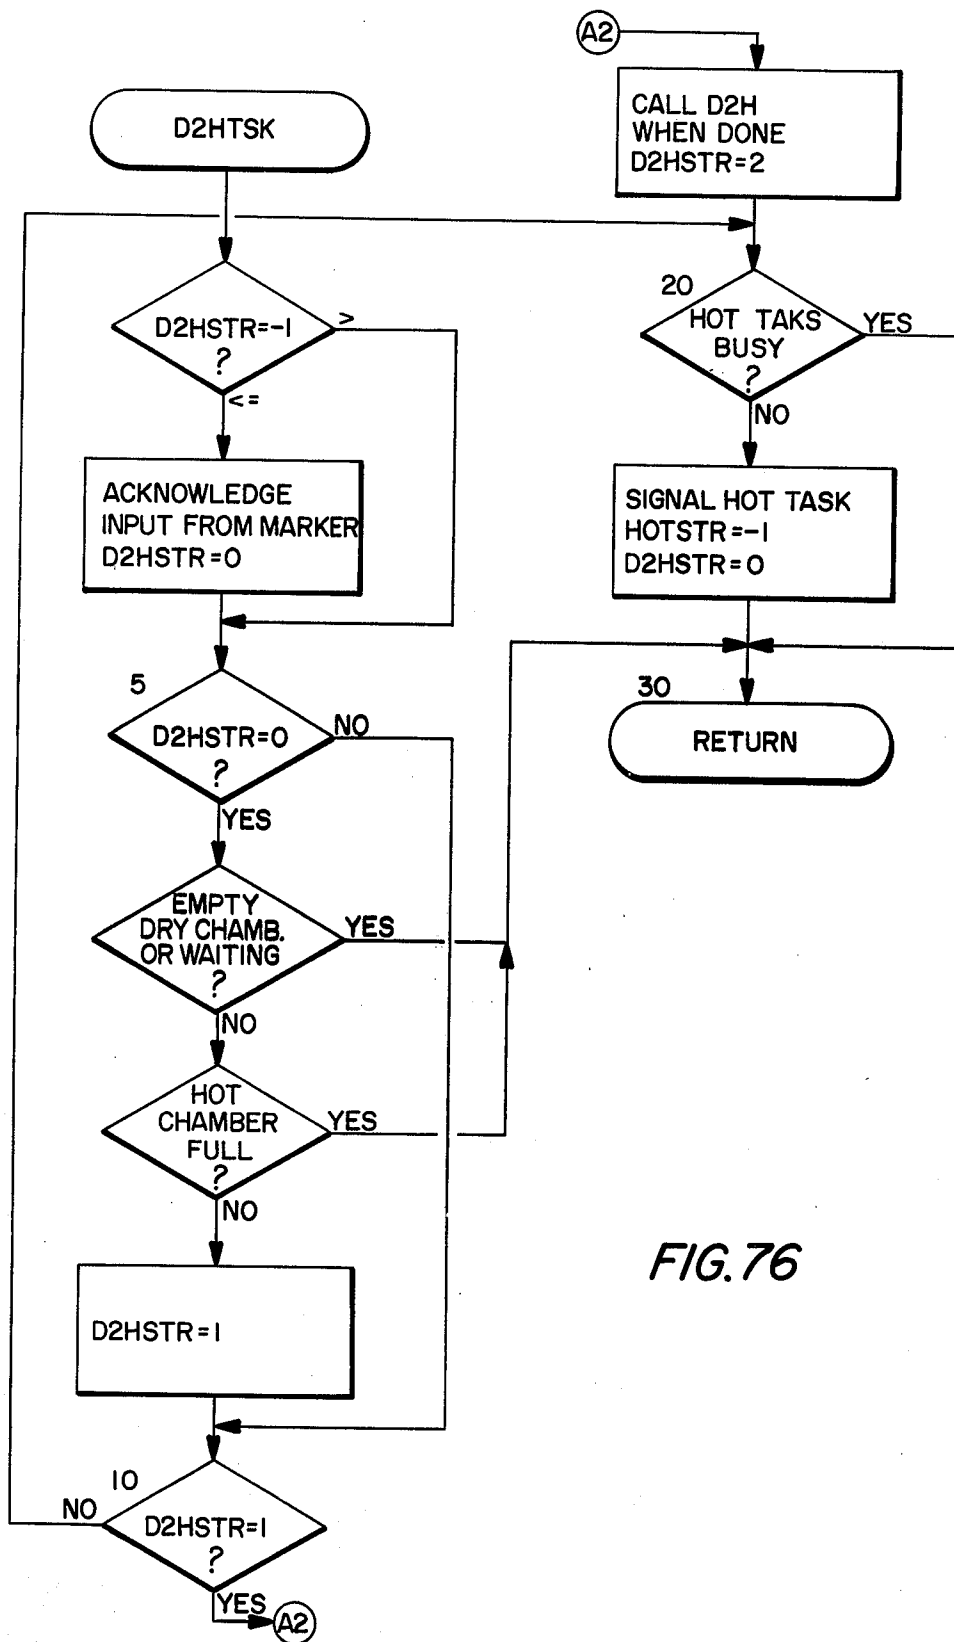 D2HTSK
D2HSTR=-1
?
>
<=
ACKNOWLEDGE
INPUT FROM MARKER
D2HSTR=0
5
D2HSTR=0
?
NO
YES
EMPTY
DRY CHAMB.
OR WAITING
?
YES
NO
HOT
CHAMBER
FULL
?
YES
NO
D2HSTR=1
10
D2HSTR=1
?
NO
YES
A2
A2
CALL D2H
WHEN DONE
D2HSTR=2
20
HOT TAKS
BUSY
?
YES
NO
SIGNAL HOT TASK
HOTSTR=-1
D2HSTR=0
30
RETURN
FIG.76